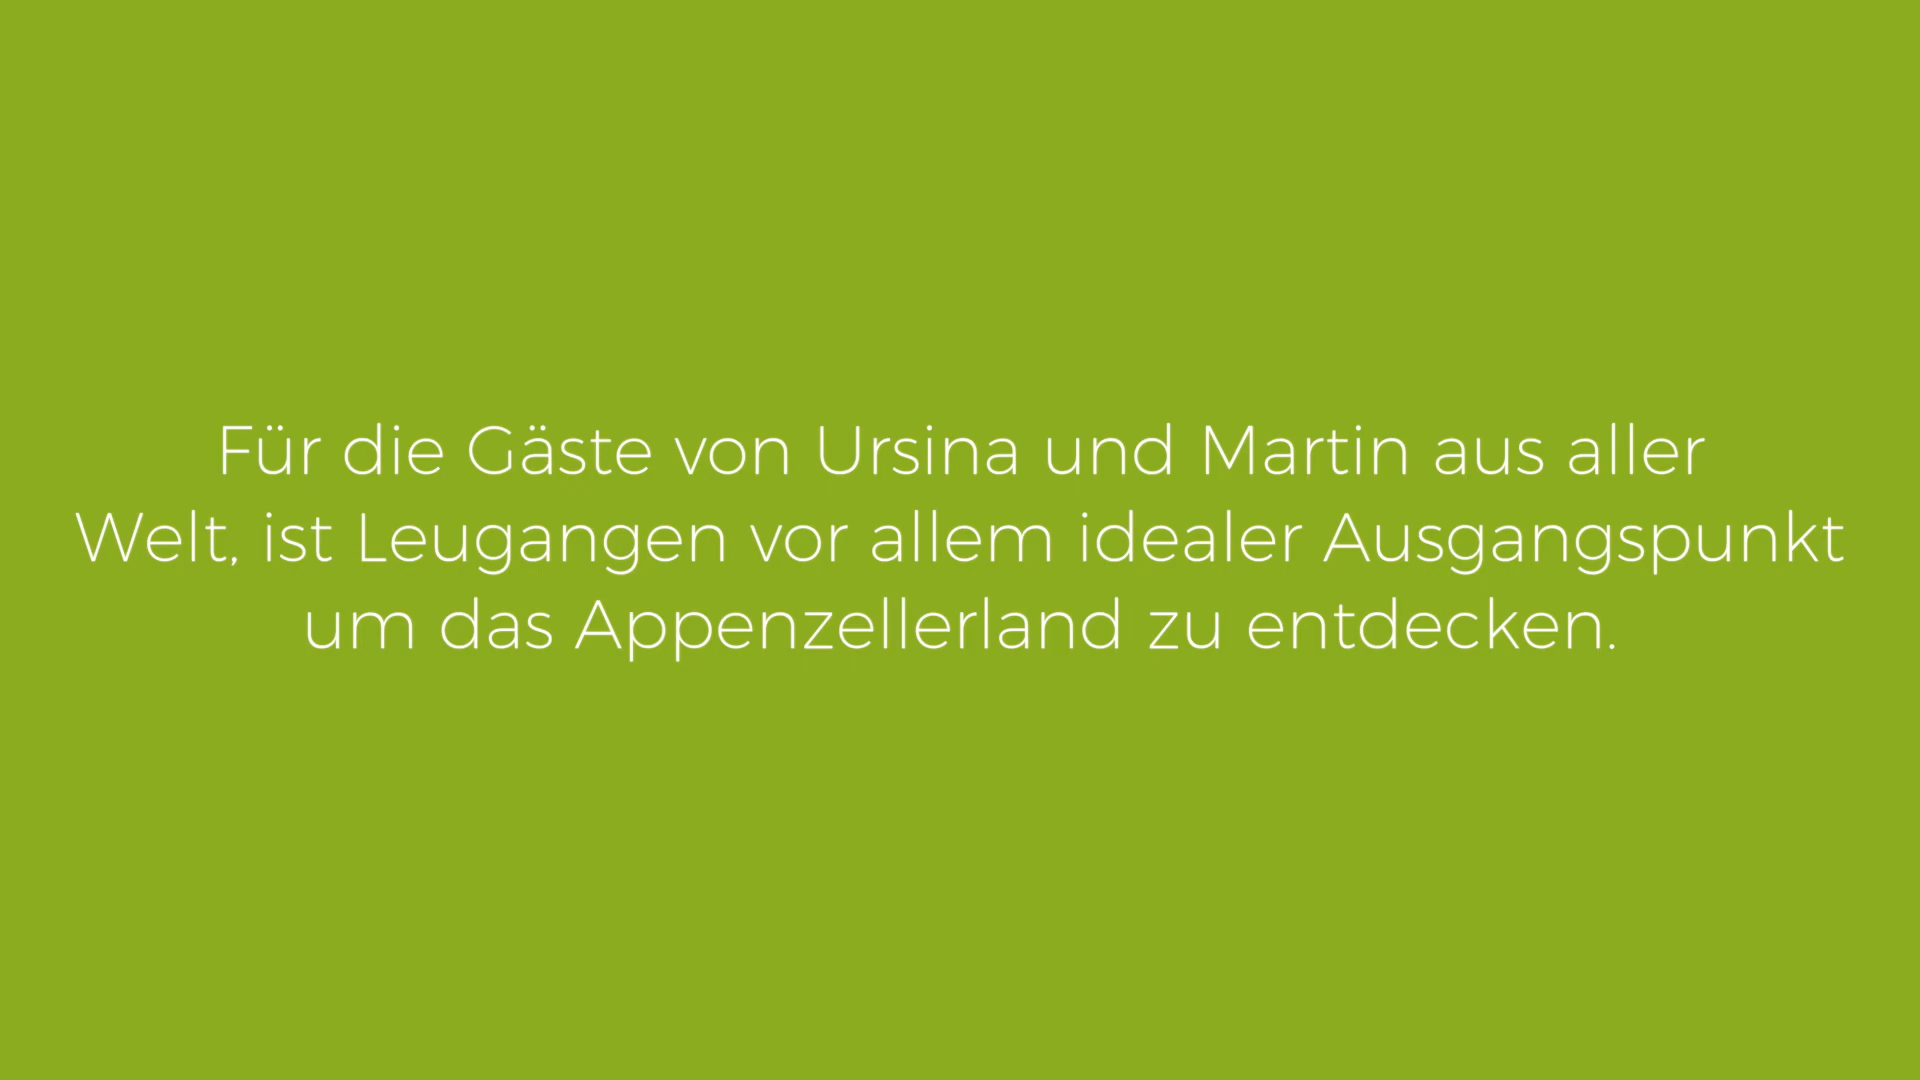 Für die Gäste von Ursina und Martin aus aller
Welt, ist Leugangen vor allem idealer Ausgangspunkt
um das Appenzellerland zu entdecken.